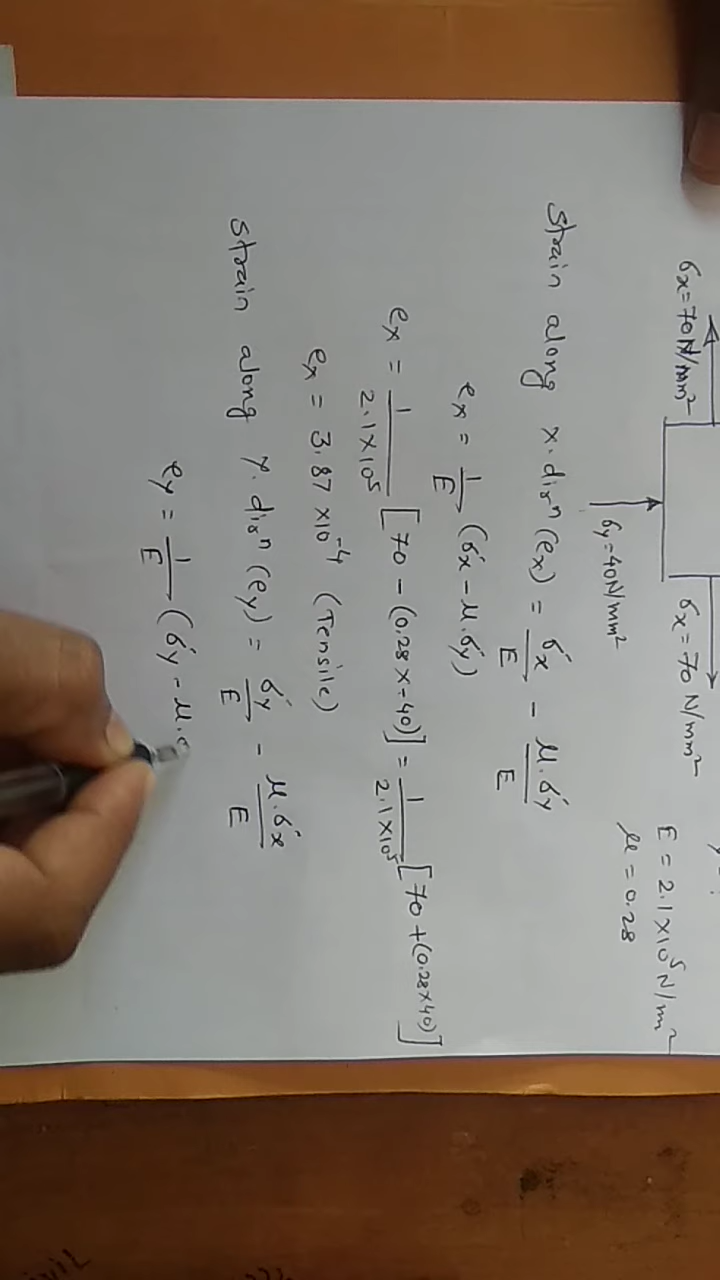 σx=70N/mm² σx = 70 N/mm²
σy=40N/mm²
E = 2.1×10⁵ N/m²
μ = 0.28
Strain along x.dirⁿ (ex) = σx/E - μ.σy/E
ex = 1/E (σx - μ.σy)
ex = 1/2.1×10⁵ [70 - (0.28×-40)] = 1/2.1×10⁵ [70 + (0.28×40)]
ex = 3.87 ×10⁻⁴ (Tensile)
Strain along y.dirⁿ (ey) = σy/E - μ.σx/E
ey = 1/E (σy - μ.